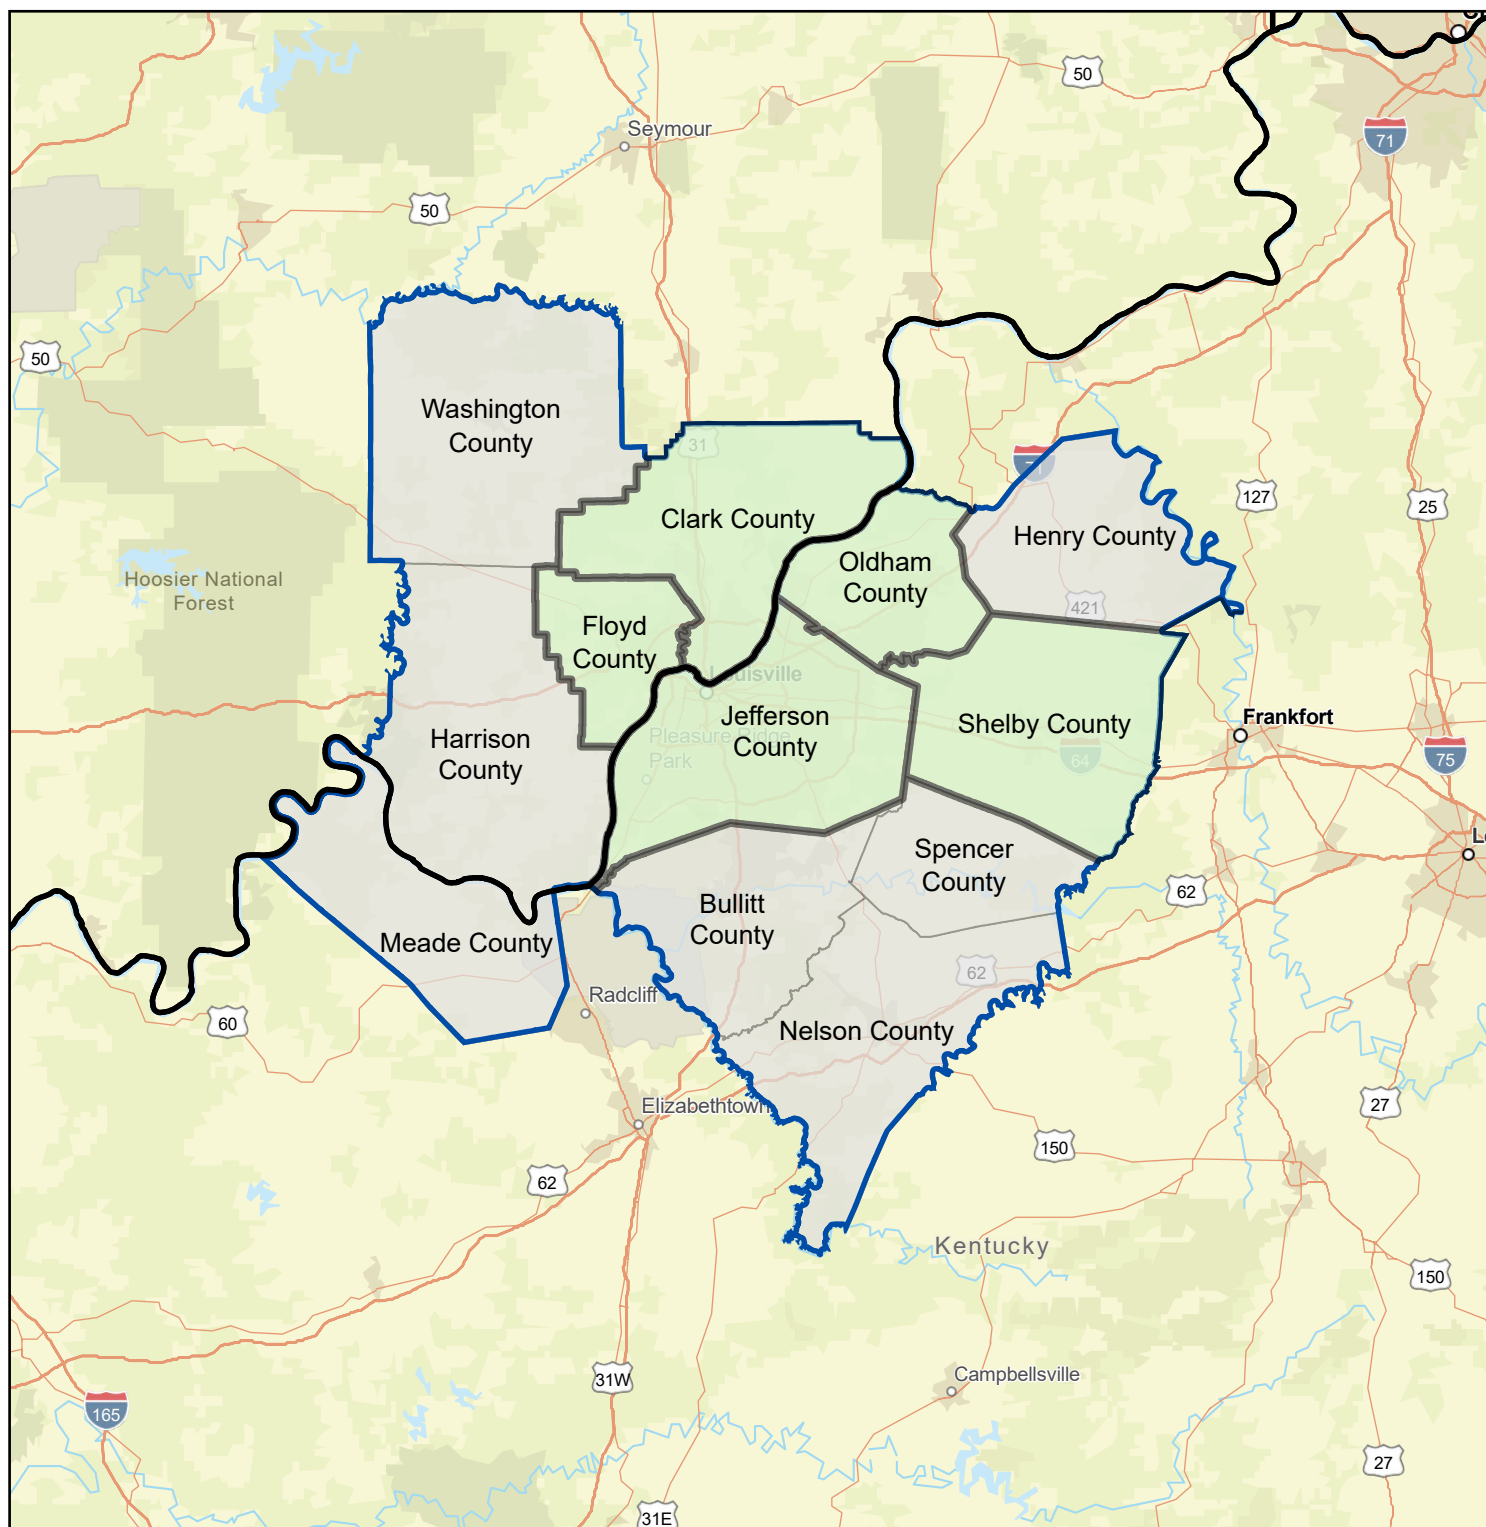 50
71
Seymour
50
50
Washington
County
31
71
127
25
Clark County
Henry County
Oldham
County
Hoosier National
Forest
421
Floyd
County
Louisville
Jefferson
County
Shelby County
Frankfort
Pleasure Ridge
Park
Harrison
County
64
75
Spencer
County
62
Bullitt
County
Meade County
62
Radcliff
60
Nelson County
Elizabethtown
27
150
62
Kentucky
150
Campbellsville
31W
165
27
31E